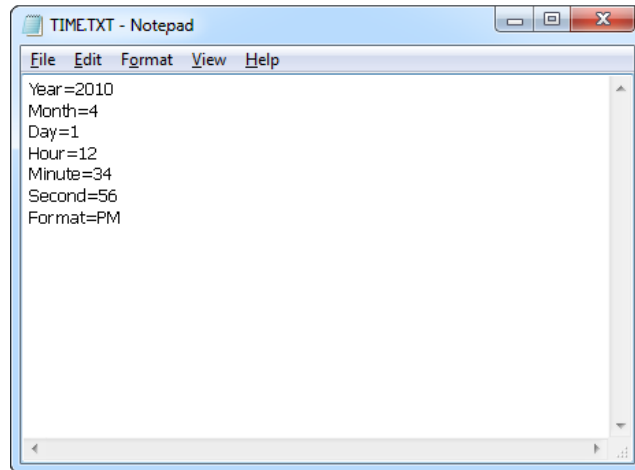 TIME.TXT - Notepad
File Edit Format View Help
Year=2010
Month=4
Day=1
Hour=12
Minute=34
Second=56
Format=PM